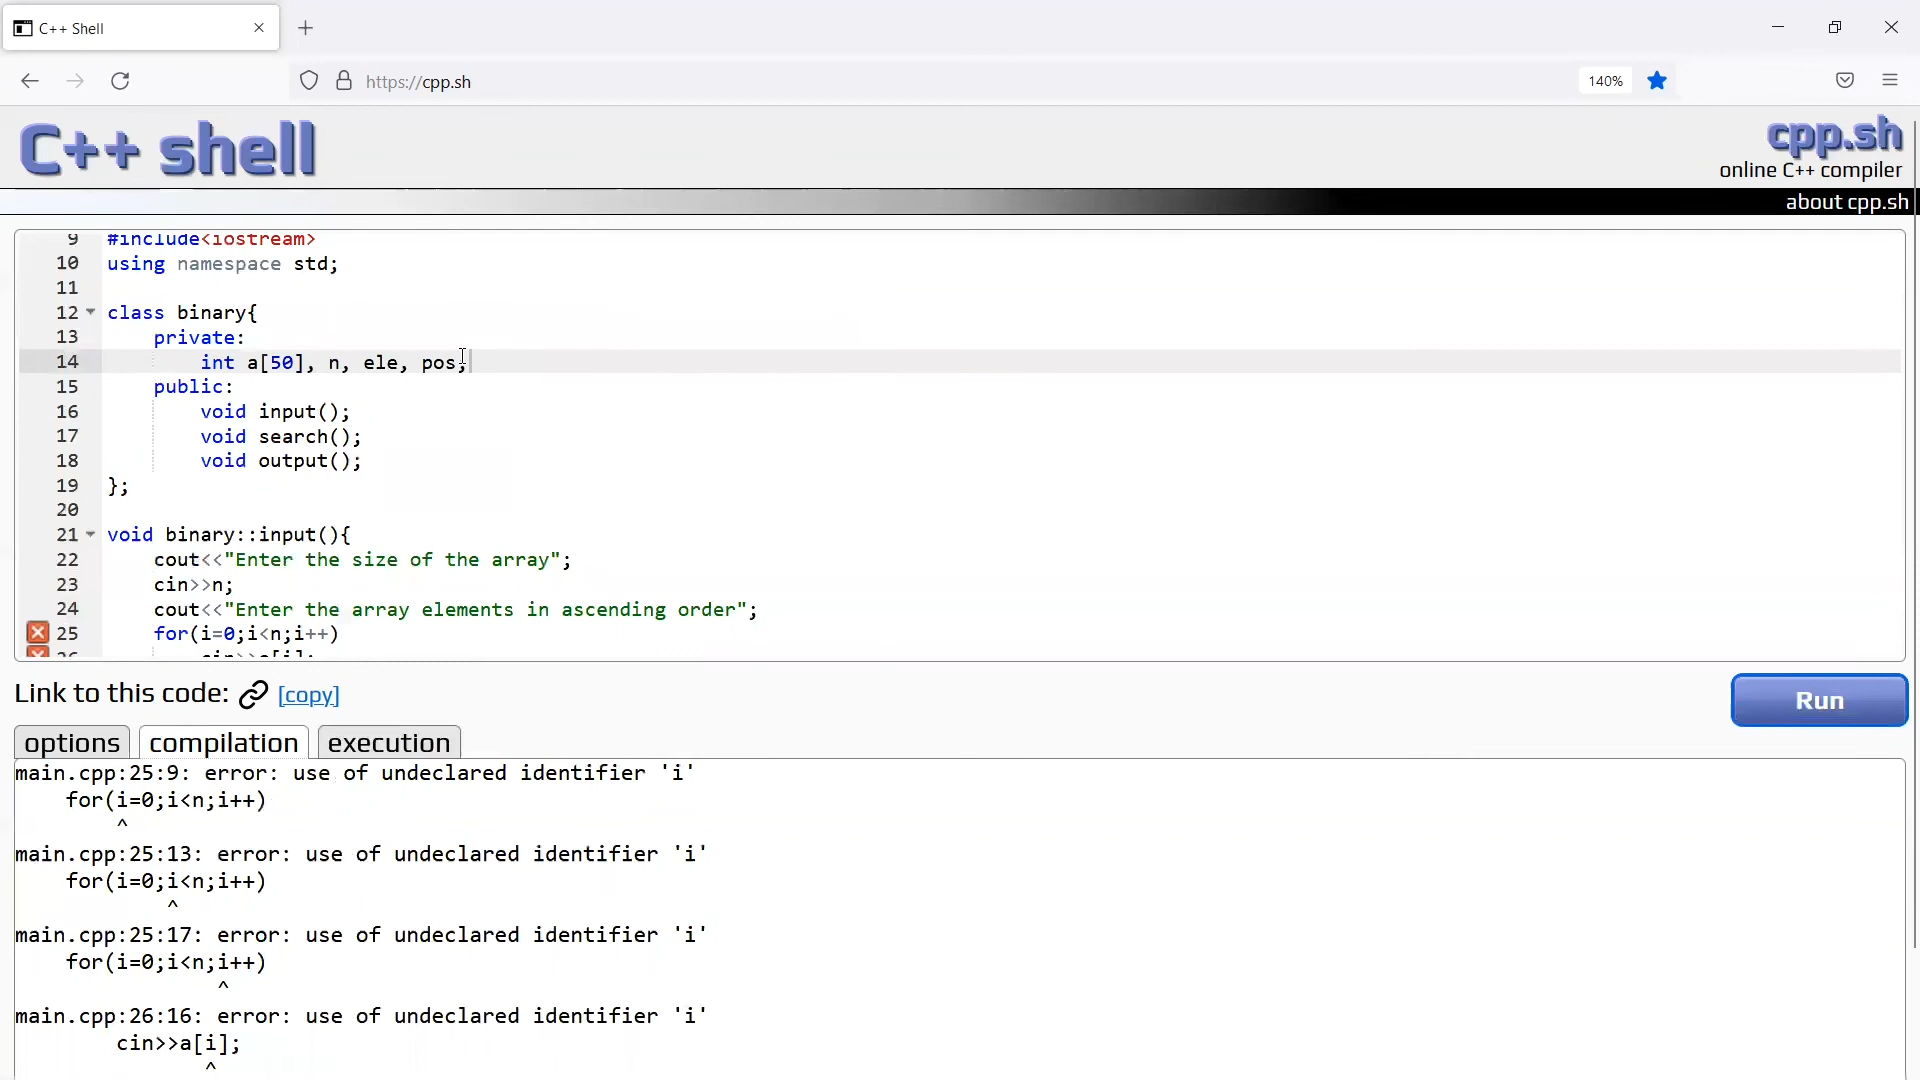 C++ Shell
https://cpp.sh
140%
C++ shell
cpp.sh
online C++ compiler
about cpp.sh
9 #include<iostream>
10 using namespace std;
11
12 class binary{
13 private:
14 int a[50], n, ele, pos;
15 public:
16 void input();
17 void search();
18 void output();
19 };
20
21 void binary::input(){
22 cout<<"Enter the size of the array";
23 cin>>n;
24 cout<<"Enter the array elements in ascending order";
25 for(i=0;i<n;i++)
26 cin>>a[i];
Link to this code: [copy]
Run
options compilation execution
main.cpp:25:9: error: use of undeclared identifier 'i'
for(i=0;i<n;i++)
^
main.cpp:25:13: error: use of undeclared identifier 'i'
for(i=0;i<n;i++)
^
main.cpp:25:17: error: use of undeclared identifier 'i'
for(i=0;i<n;i++)
^
main.cpp:26:16: error: use of undeclared identifier 'i'
cin>>a[i];
^